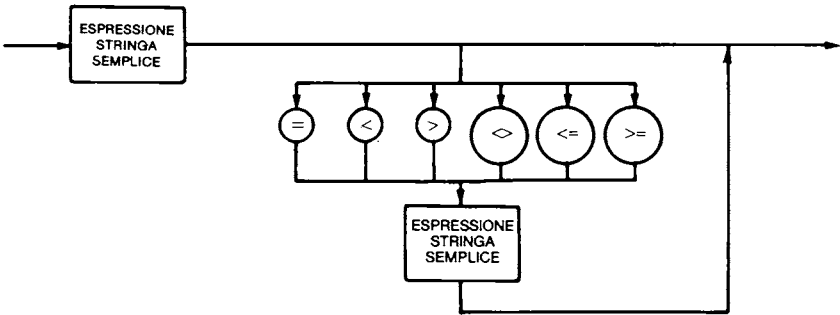 ESPRESSIONE
STRINGA
SEMPLICE
= < > <> <= >=
ESPRESSIONE
STRINGA
SEMPLICE